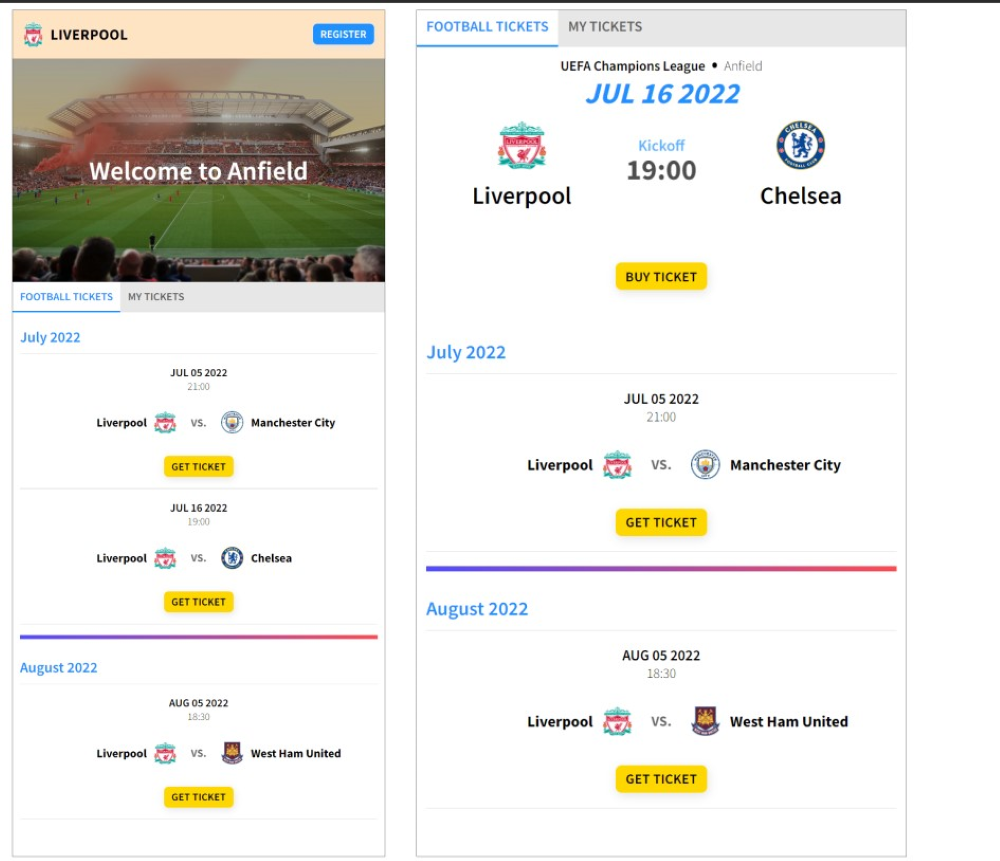 LIVERPOOL
REGISTER
Welcome to Anfield
FOOTBALL TICKETS MY TICKETS
July 2022
JUL 05 2022
21:00
Liverpool VS. Manchester City
GET TICKET
JUL 16 2022
19:00
Liverpool VS. Chelsea
GET TICKET
August 2022
AUG 05 2022
18:30
Liverpool VS. West Ham United
GET TICKET
FOOTBALL TICKETS MY TICKETS
UEFA Champions League • Anfield
JUL 16 2022
Kickoff
19:00
Liverpool
Chelsea
BUY TICKET
July 2022
JUL 05 2022
21:00
Liverpool VS. Manchester City
GET TICKET
August 2022
AUG 05 2022
18:30
Liverpool VS. West Ham United
GET TICKET